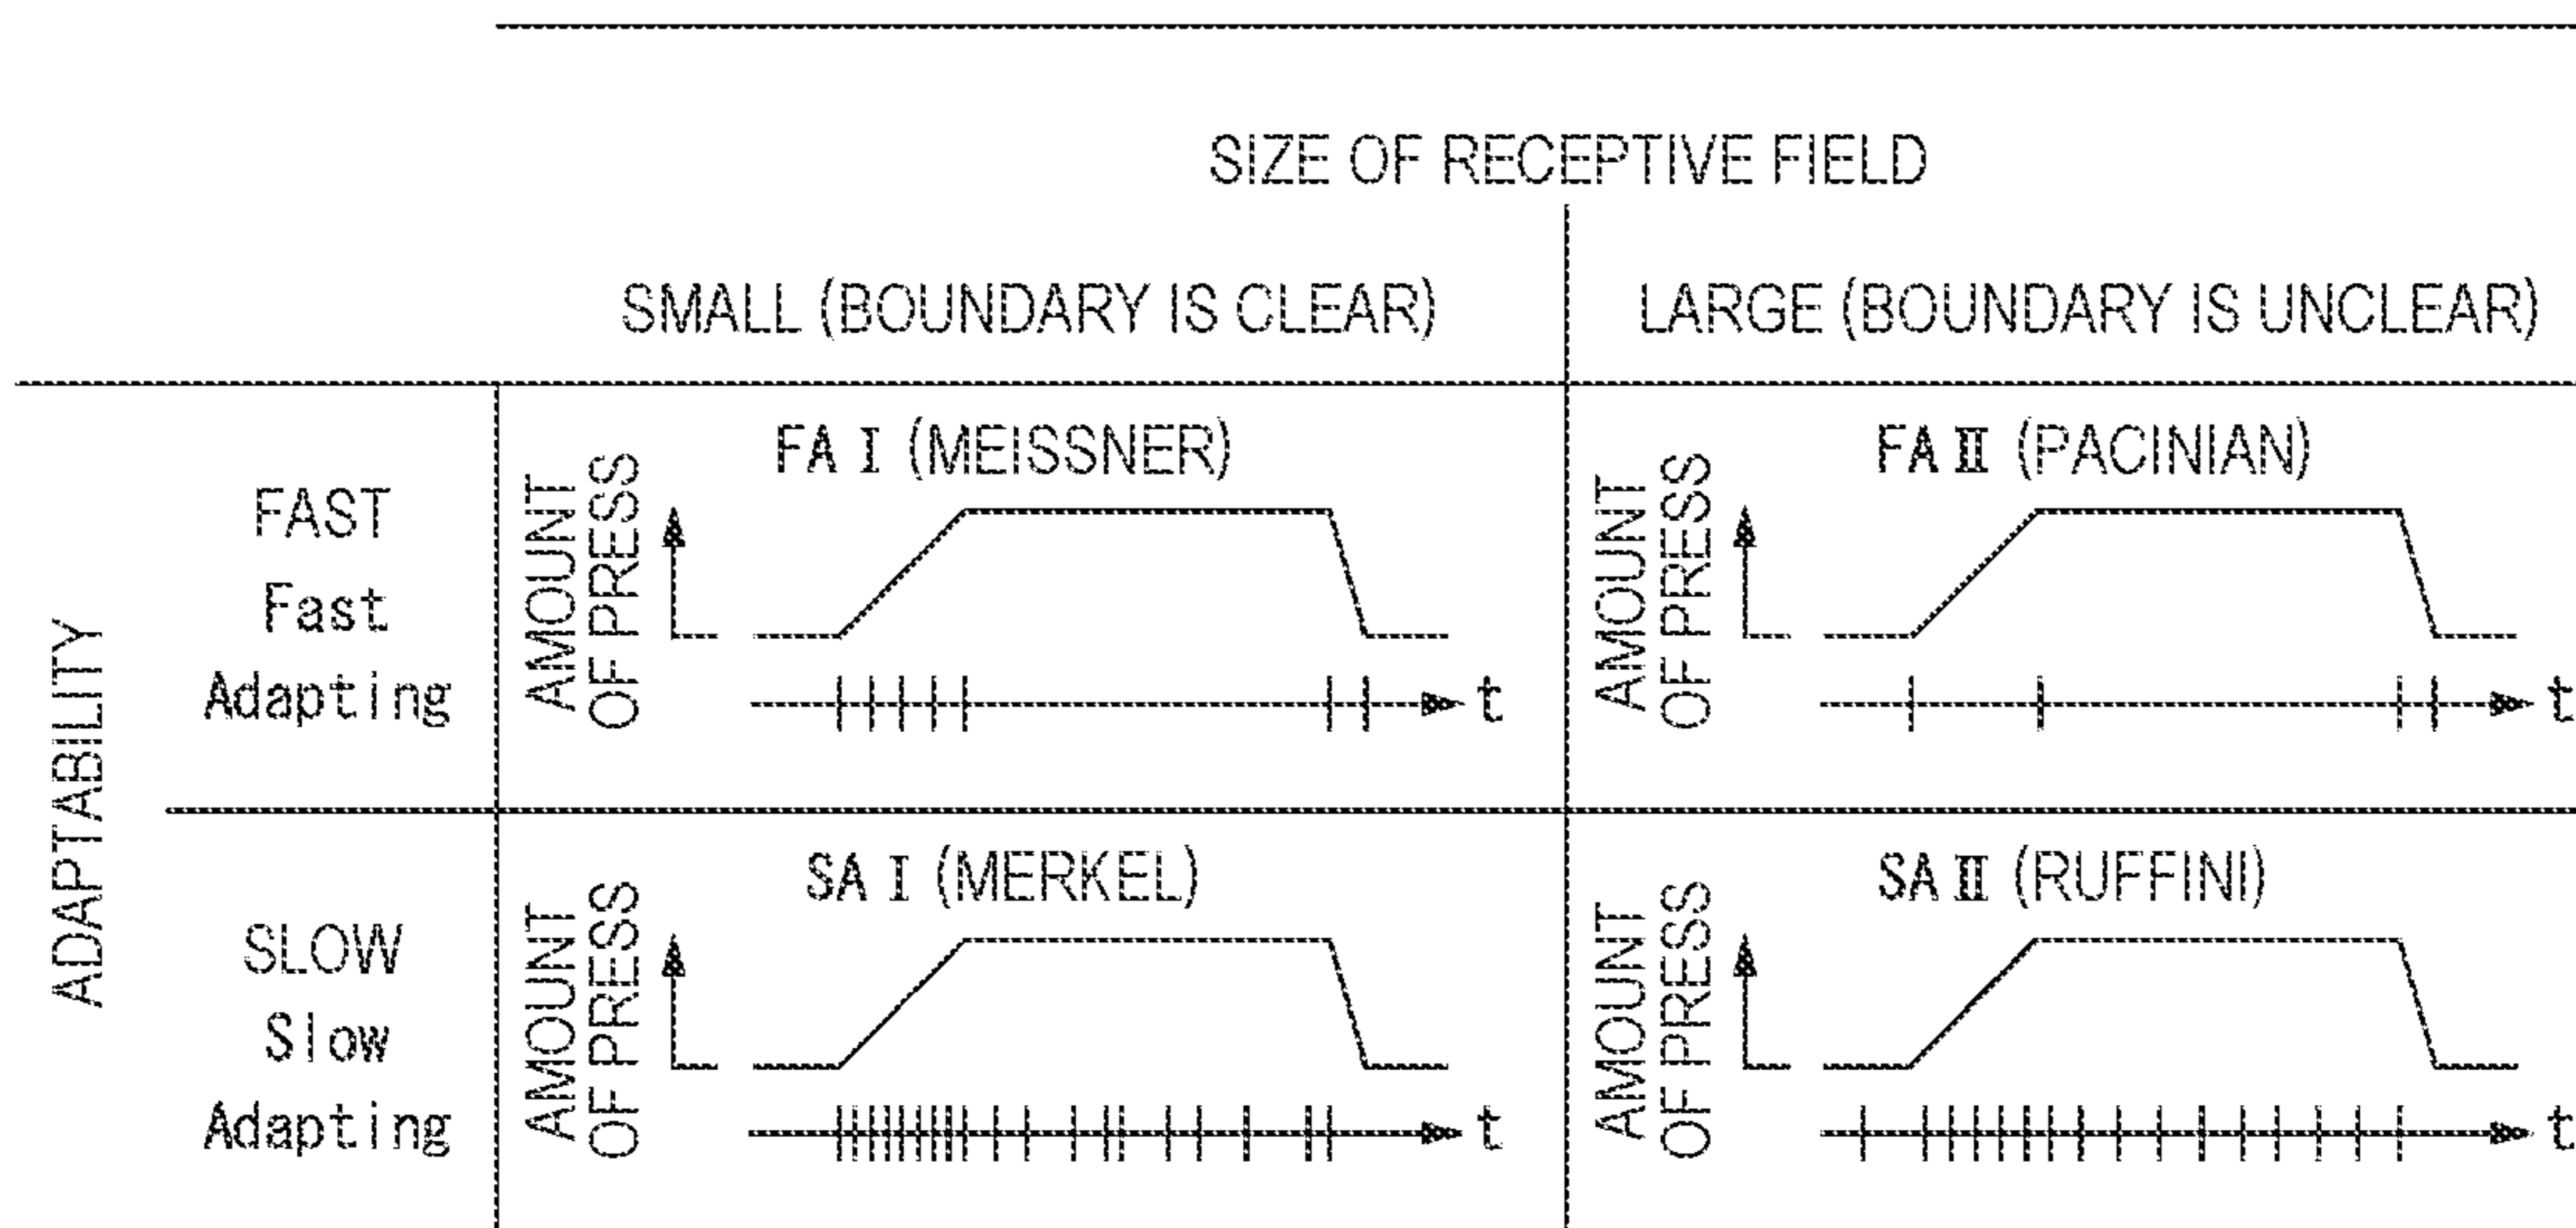 SIZE OF RECEPTIVE FIELD
SMALL (BOUNDARY IS CLEAR)
LARGE (BOUNDARY IS UNCLEAR)
ADAPTABILITY
FAST
Fast
Adapting
FA I (MEISSNER)
AMOUNT
OF PRESS
t
FA II (PACINIAN)
AMOUNT
OF PRESS
t
SLOW
Slow
Adapting
SA I (MERKEL)
AMOUNT
OF PRESS
t
SA II (RUFFINI)
AMOUNT
OF PRESS
t